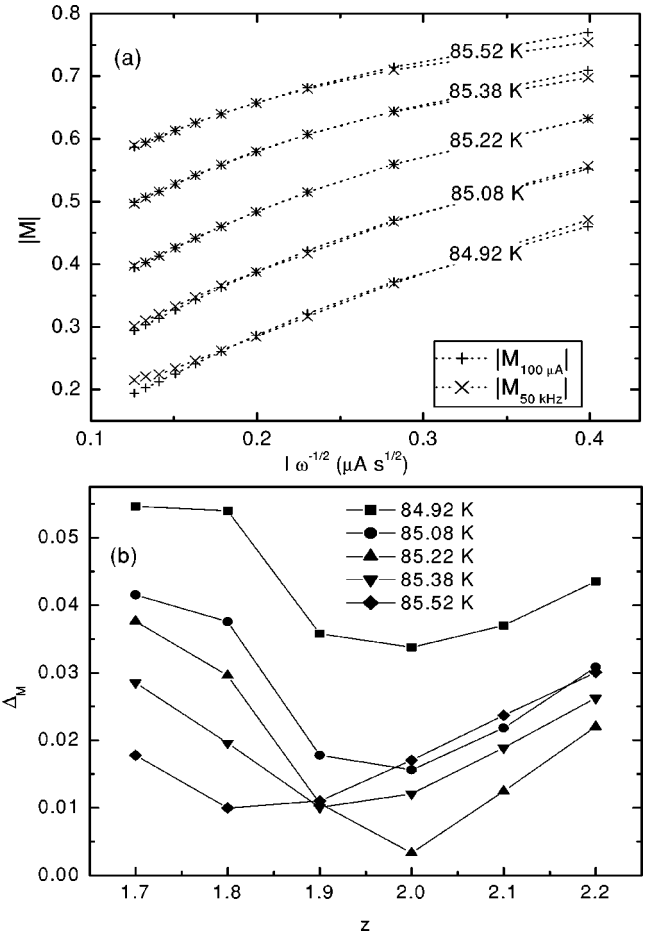 0.8
0.7
0.6
0.5
0.4
0.3
0.2
|M|
(a)
85.52 K
85.38 K
85.22 K
85.08 K
84.92 K
|M100 μA|
|M50 kHz|
0.1 0.2 0.3 0.4
I ω-1/2 (μA s1/2)
0.05
0.04
0.03
0.02
0.01
0.00
ΔM
(b)
84.92 K
85.08 K
85.22 K
85.38 K
85.52 K
1.7 1.8 1.9 2.0 2.1 2.2
z